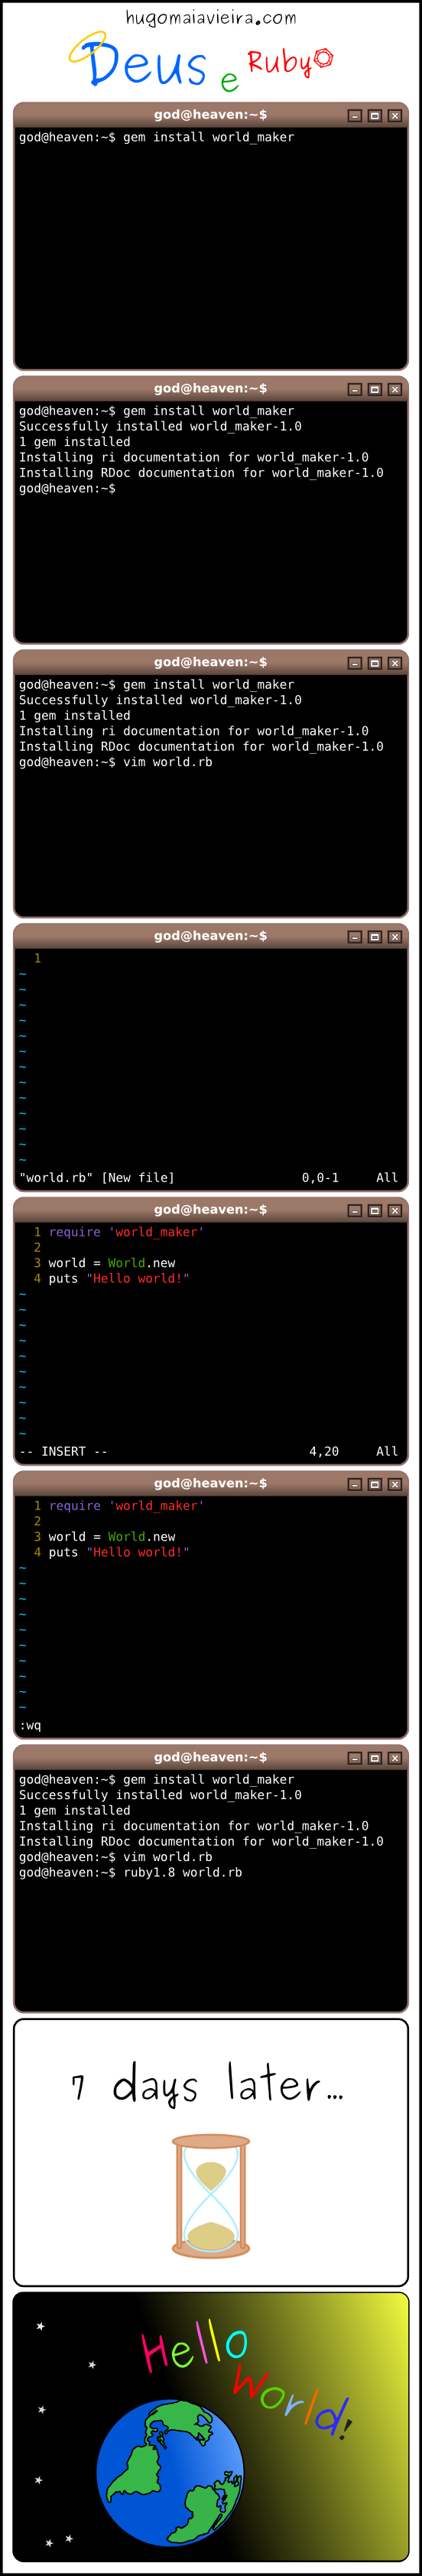 hugomaiavieira.com
Deus e Ruby
god@heaven:~$
god@heaven:~$ gem install world_maker
god@heaven:~$
god@heaven:~$ gem install world_maker
Successfully installed world_maker-1.0
1 gem installed
Installing ri documentation for world_maker-1.0
Installing RDoc documentation for world_maker-1.0
god@heaven:~$
god@heaven:~$
god@heaven:~$ gem install world_maker
Successfully installed world_maker-1.0
1 gem installed
Installing ri documentation for world_maker-1.0
Installing RDoc documentation for world_maker-1.0
god@heaven:~$ vim world.rb
god@heaven:~$
1
~
~
~
~
~
~
~
~
~
~
~
~
~
"world.rb" [New file] 0,0-1 All
god@heaven:~$
1 require 'world_maker'
2
3 world = World.new
4 puts "Hello world!"
~
~
~
~
~
~
~
~
~
~
-- INSERT -- 4,20 All
god@heaven:~$
1 require 'world_maker'
2
3 world = World.new
4 puts "Hello world!"
~
~
~
~
~
~
~
~
~
~
:wq
god@heaven:~$
god@heaven:~$ gem install world_maker
Successfully installed world_maker-1.0
1 gem installed
Installing ri documentation for world_maker-1.0
Installing RDoc documentation for world_maker-1.0
god@heaven:~$ vim world.rb
god@heaven:~$ ruby1.8 world.rb
7 days later...
Hello
world!